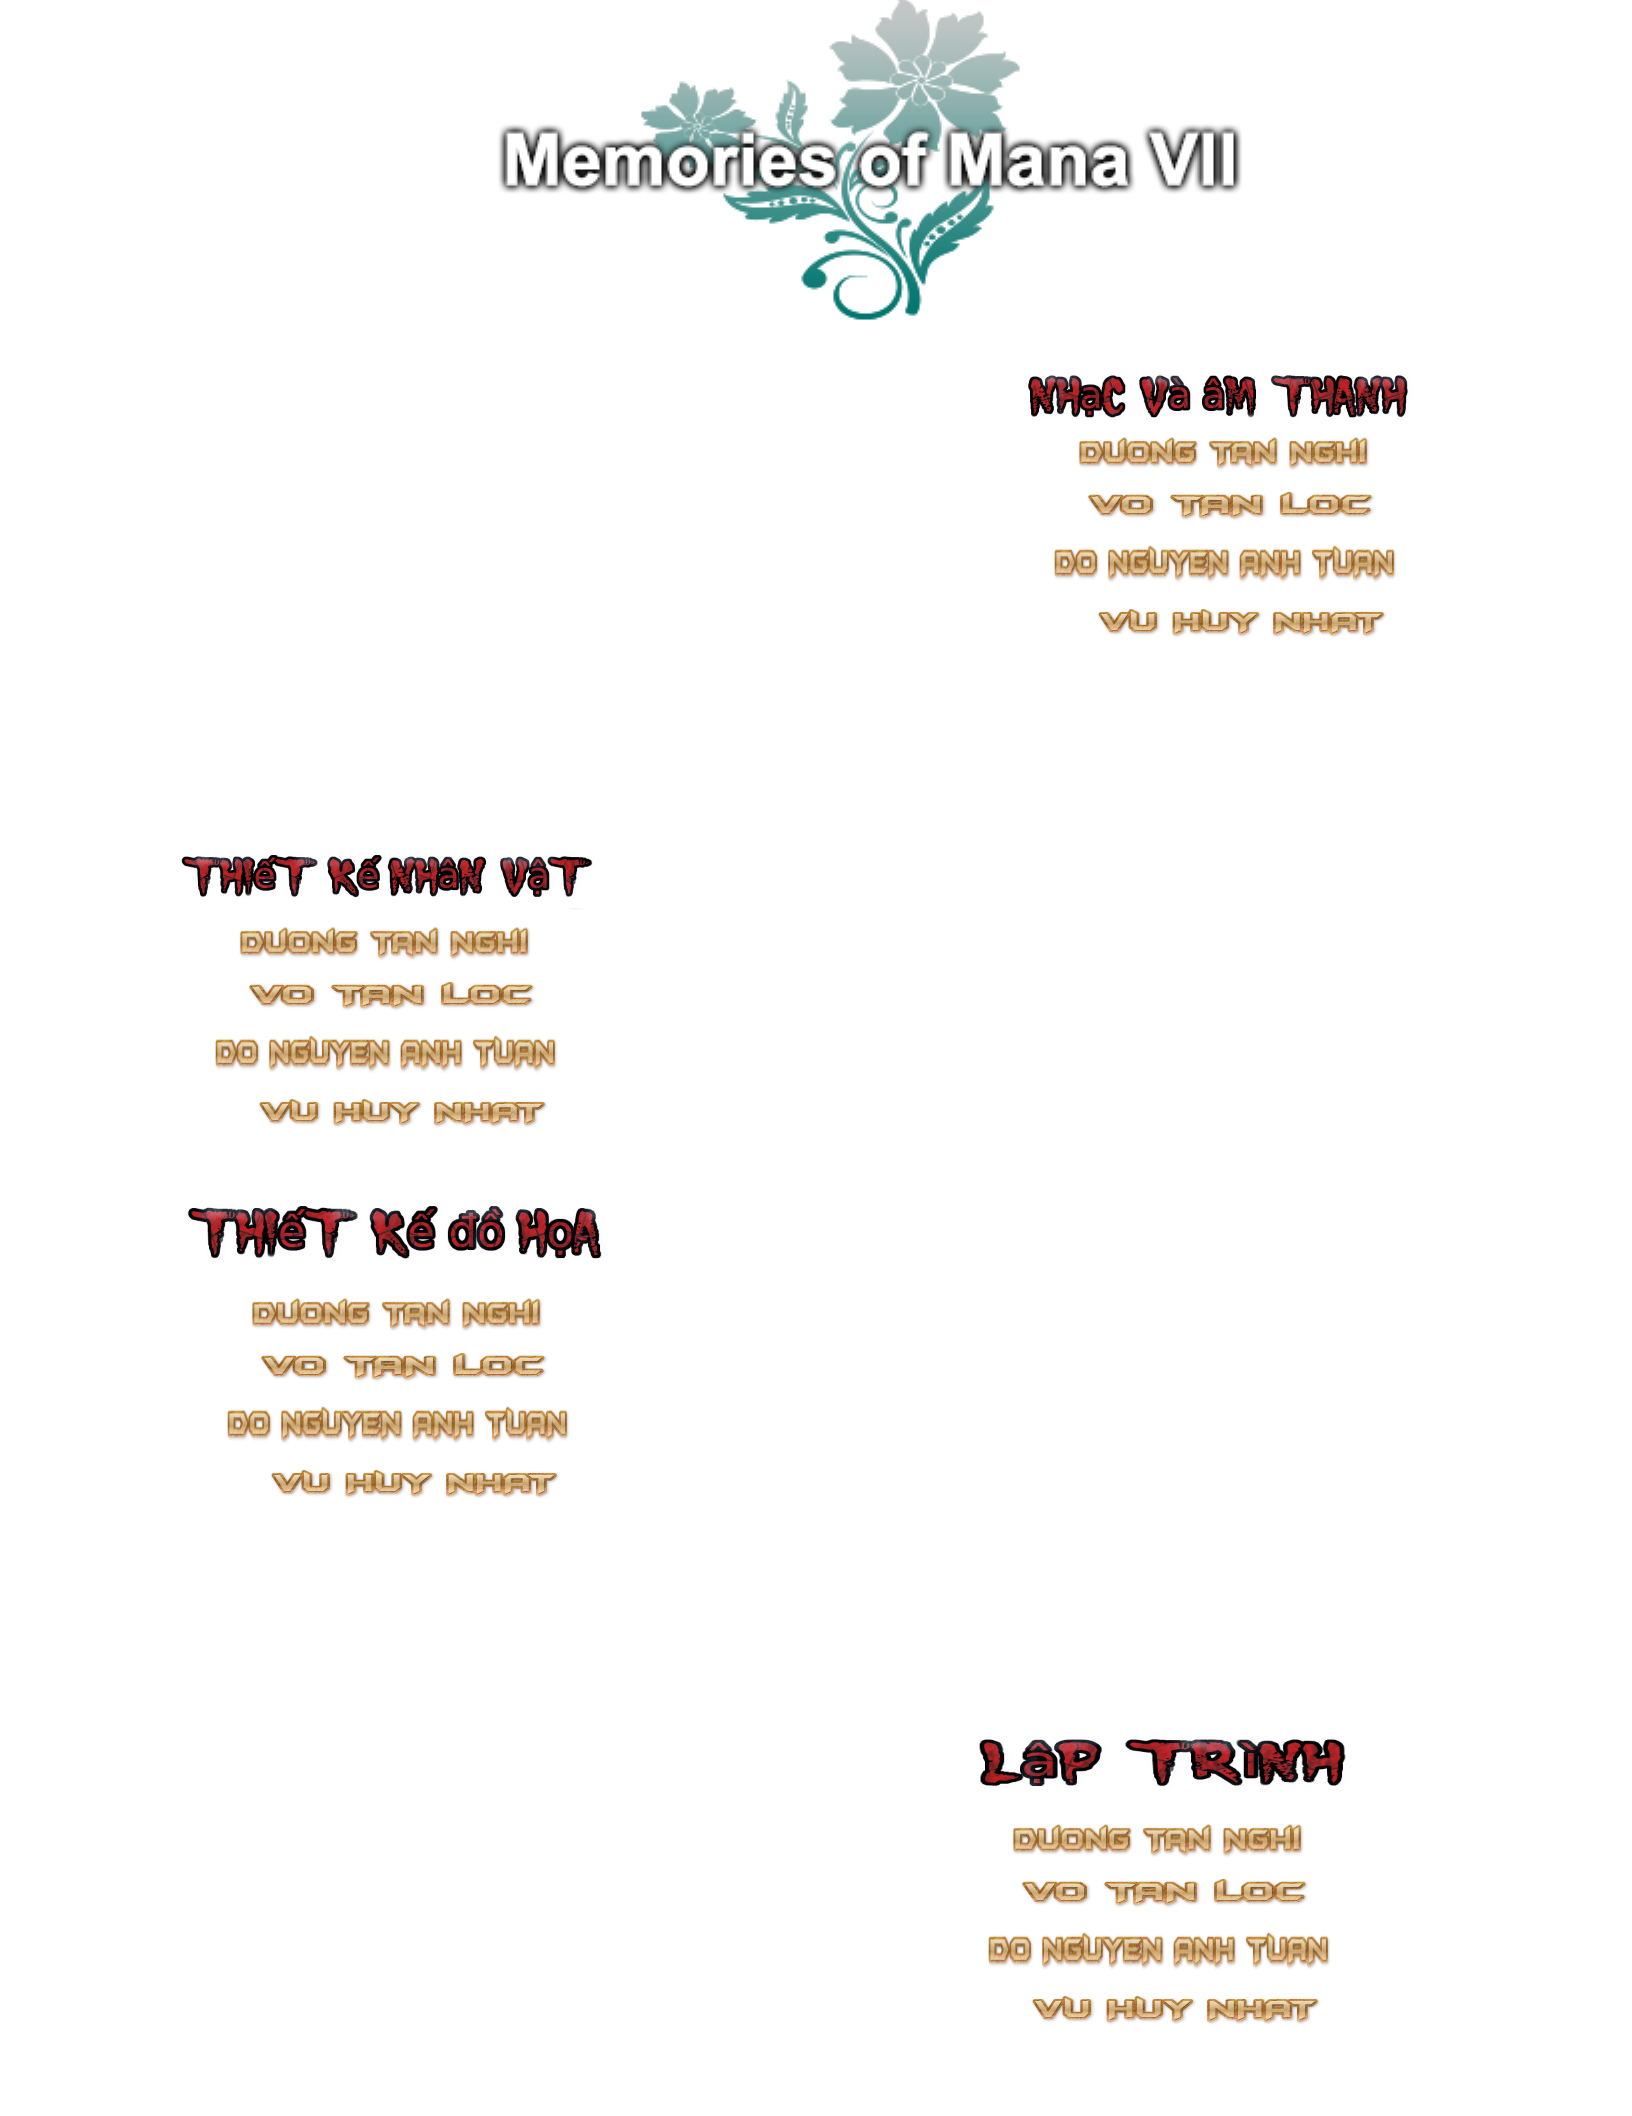 Memories of Mana VII
NHạC Và âM THANH
DUONG TAN NGHI
VO TAN LOC
DO NGUYEN ANH TUAN
VU HUY NHAT
THIếT Kế NHâN VậT
DUONG TAN NGHI
VO TAN LOC
DO NGUYEN ANH TUAN
VU HUY NHAT
THIếT Kế đồ HọA
DUONG TAN NGHI
VO TAN LOC
DO NGUYEN ANH TUAN
VU HUY NHAT
LậP TRìNH
DUONG TAN NGHI
VO TAN LOC
DO NGUYEN ANH TUAN
VU HUY NHAT